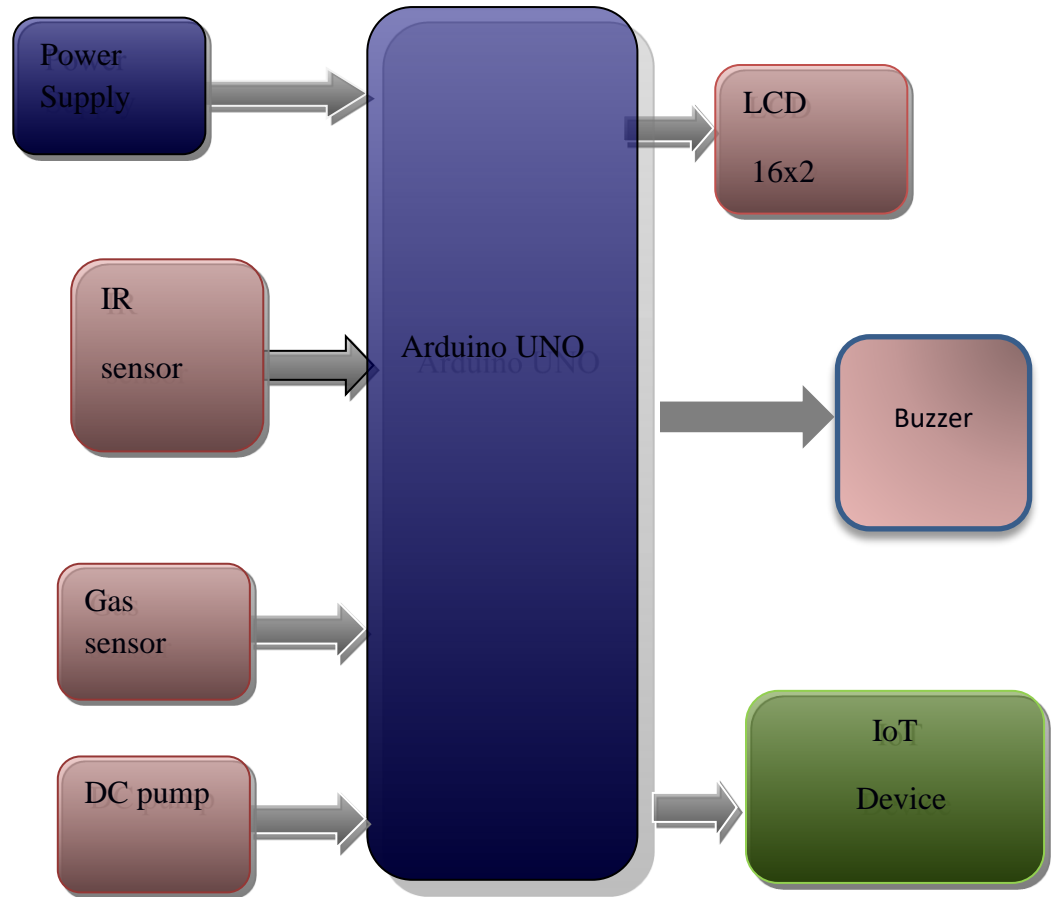 Power
Supply
LCD
16x2
IR
sensor
Arduino UNO
Buzzer
Gas
sensor
IoT
Device
DC pump